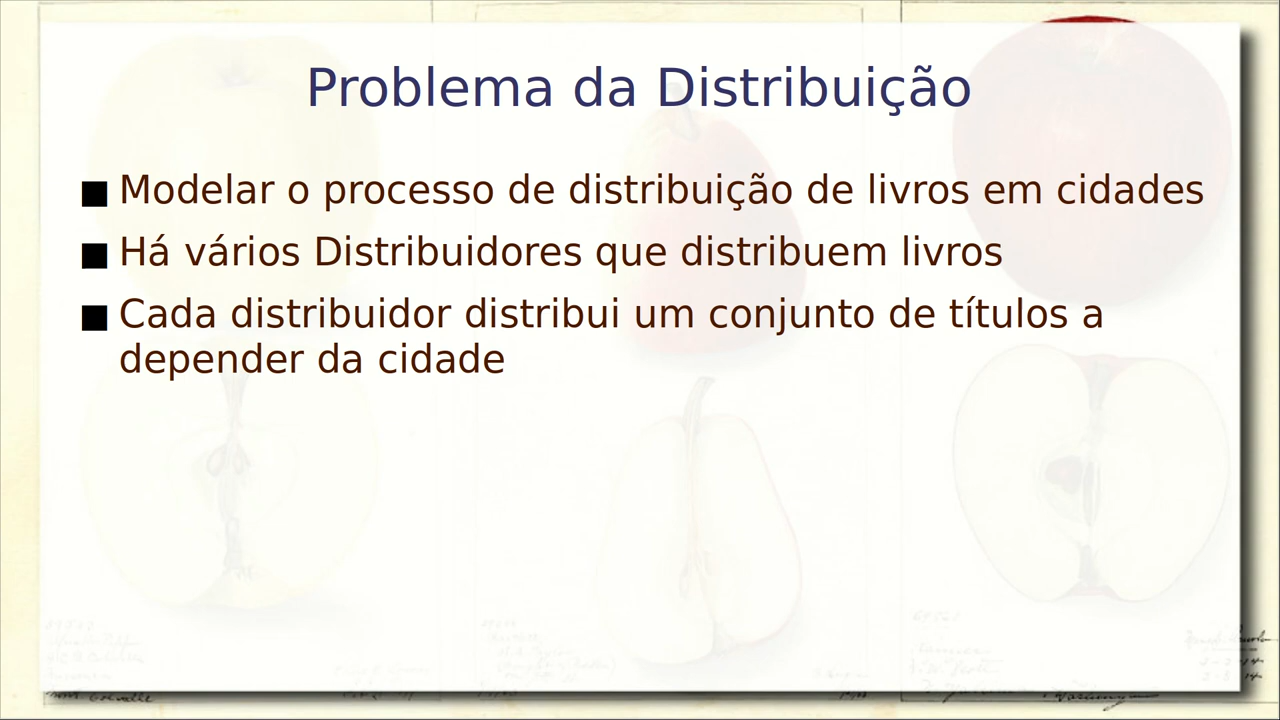 Problema da Distribuição
■ Modelar o processo de distribuição de livros em cidades
■ Há vários Distribuidores que distribuem livros
■ Cada distribuidor distribui um conjunto de títulos a
depender da cidade